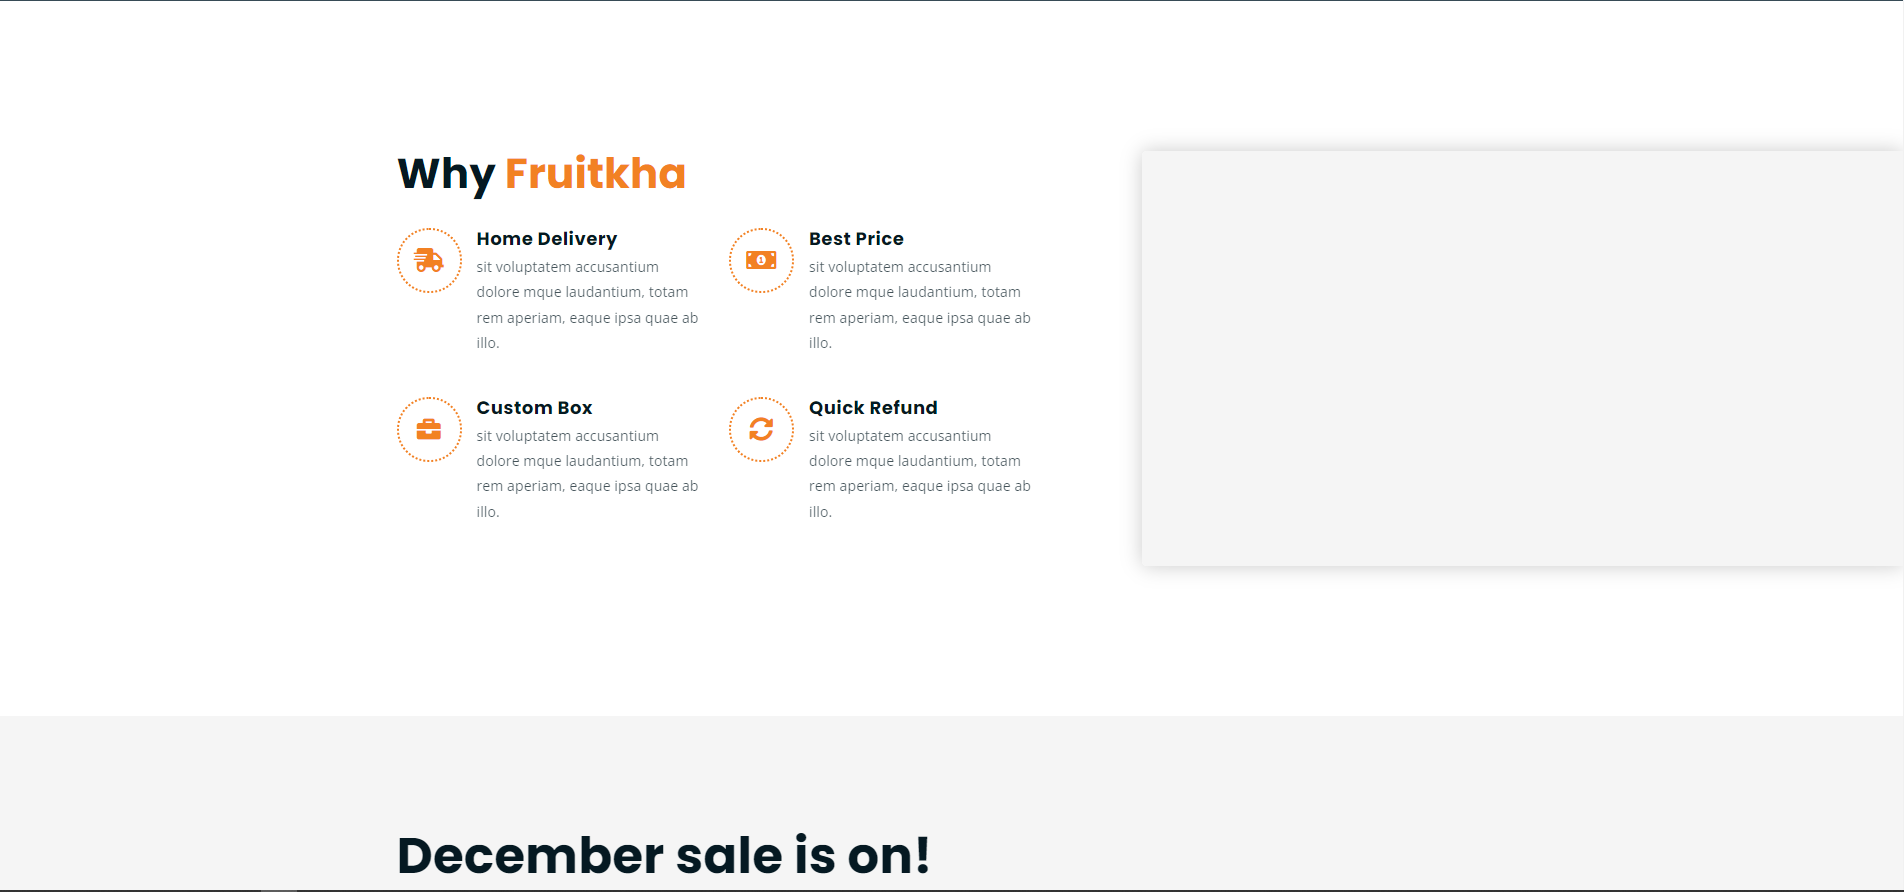 Why Fruitkha
Home Delivery
sit voluptatem accusantium
dolore mque laudantium, totam
rem aperiam, eaque ipsa quae ab
illo.
Best Price
sit voluptatem accusantium
dolore mque laudantium, totam
rem aperiam, eaque ipsa quae ab
illo.
Custom Box
sit voluptatem accusantium
dolore mque laudantium, totam
rem aperiam, eaque ipsa quae ab
illo.
Quick Refund
sit voluptatem accusantium
dolore mque laudantium, totam
rem aperiam, eaque ipsa quae ab
illo.
December sale is on!